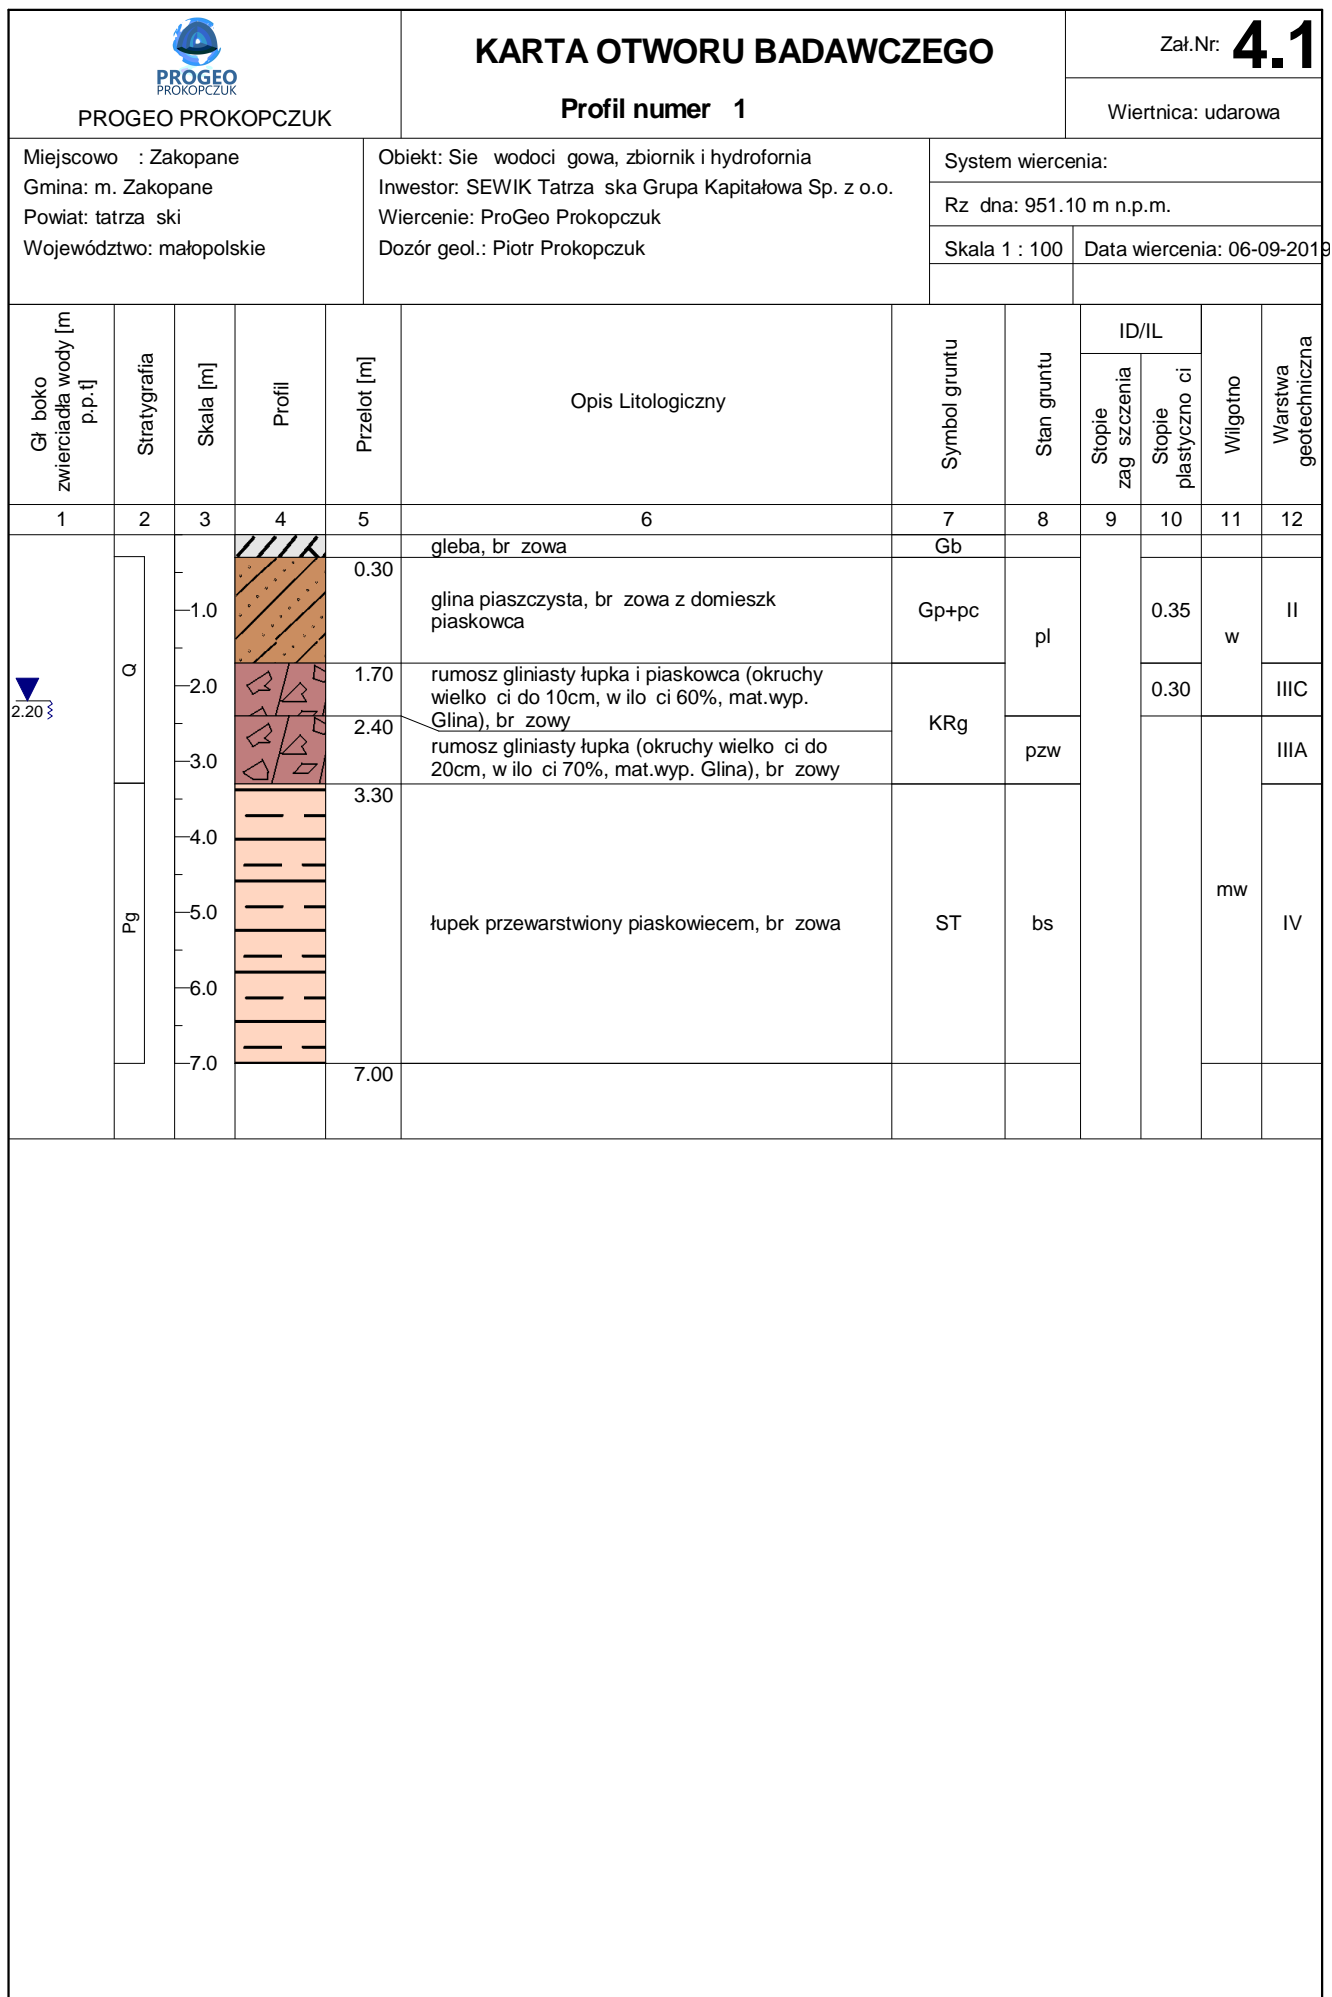 PROGEO
PROKOPCZUK
PROGEO PROKOPCZUK
KARTA OTWORU BADAWCZEGO
Profil numer 1
Zał.Nr: 4.1
Wiertnica: udarowa
Miejscowo : Zakopane
Gmina: m. Zakopane
Powiat: tatrza ski
Województwo: małopolskie
Obiekt: Sie wodoci gowa, zbiornik i hydrofornia
Inwestor: SEWIK Tatrza ska Grupa Kapitałowa Sp. z o.o.
Wiercenie: ProGeo Prokopczuk
Dozór geol.: Piotr Prokopczuk
System wiercenia:
Rz dna: 951.10 m n.p.m.
Skala 1 : 100
Data wiercenia: 06-09-2019
Gł boko
zwierciadła wody [m
p.p.t]
Stratygrafia
Skala [m]
Profil
Przelot [m]
Opis Litologiczny
Symbol gruntu
Stan gruntu
ID/IL
Stopie
zag szczenia
Stopie
plastyczno ci
Wilgotno
Warstwa
geotechniczna
1 2 3 4 5 6 7 8 9 10 11 12
gleba, br zowa
Gb
0.30
glina piaszczysta, br zowa z domieszk
piaskowca
Gp+pc
pl
0.35
w
II
1.0
Q
1.70
rumosz gliniasty łupka i piaskowca (okruchy
wielko ci do 10cm, w ilo ci 60%, mat.wyp.
Glina), br zowy
KRg
0.30
IIIC
2.0
2.20
2.40
rumosz gliniasty łupka (okruchy wielko ci do
20cm, w ilo ci 70%, mat.wyp. Glina), br zowy
pzw
IIIA
3.0
3.30
4.0
Pg
5.0
łupek przewarstwiony piaskowiecem, br zowa
ST
bs
mw
IV
6.0
7.0
7.00